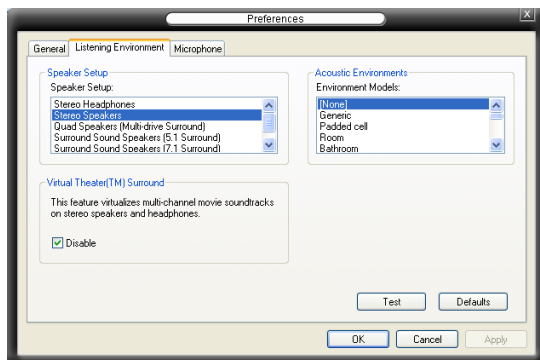 Preferences
X
General Listening Environment Microphone
Speaker Setup
Speaker Setup:
Stereo Headphones
Stereo Speakers
Quad Speakers (Multi-drive Surround)
Surround Sound Speakers (5.1 Surround)
Surround Sound Speakers (7.1 Surround)
Acoustic Environments
Environment Models:
[None]
Generic
Padded cell
Room
Bathroom
Virtual Theater(TM) Surround
This feature virtualizes multi-channel movie soundtracks
on stereo speakers and headphones.
Disable
Test Defaults
OK Cancel Apply